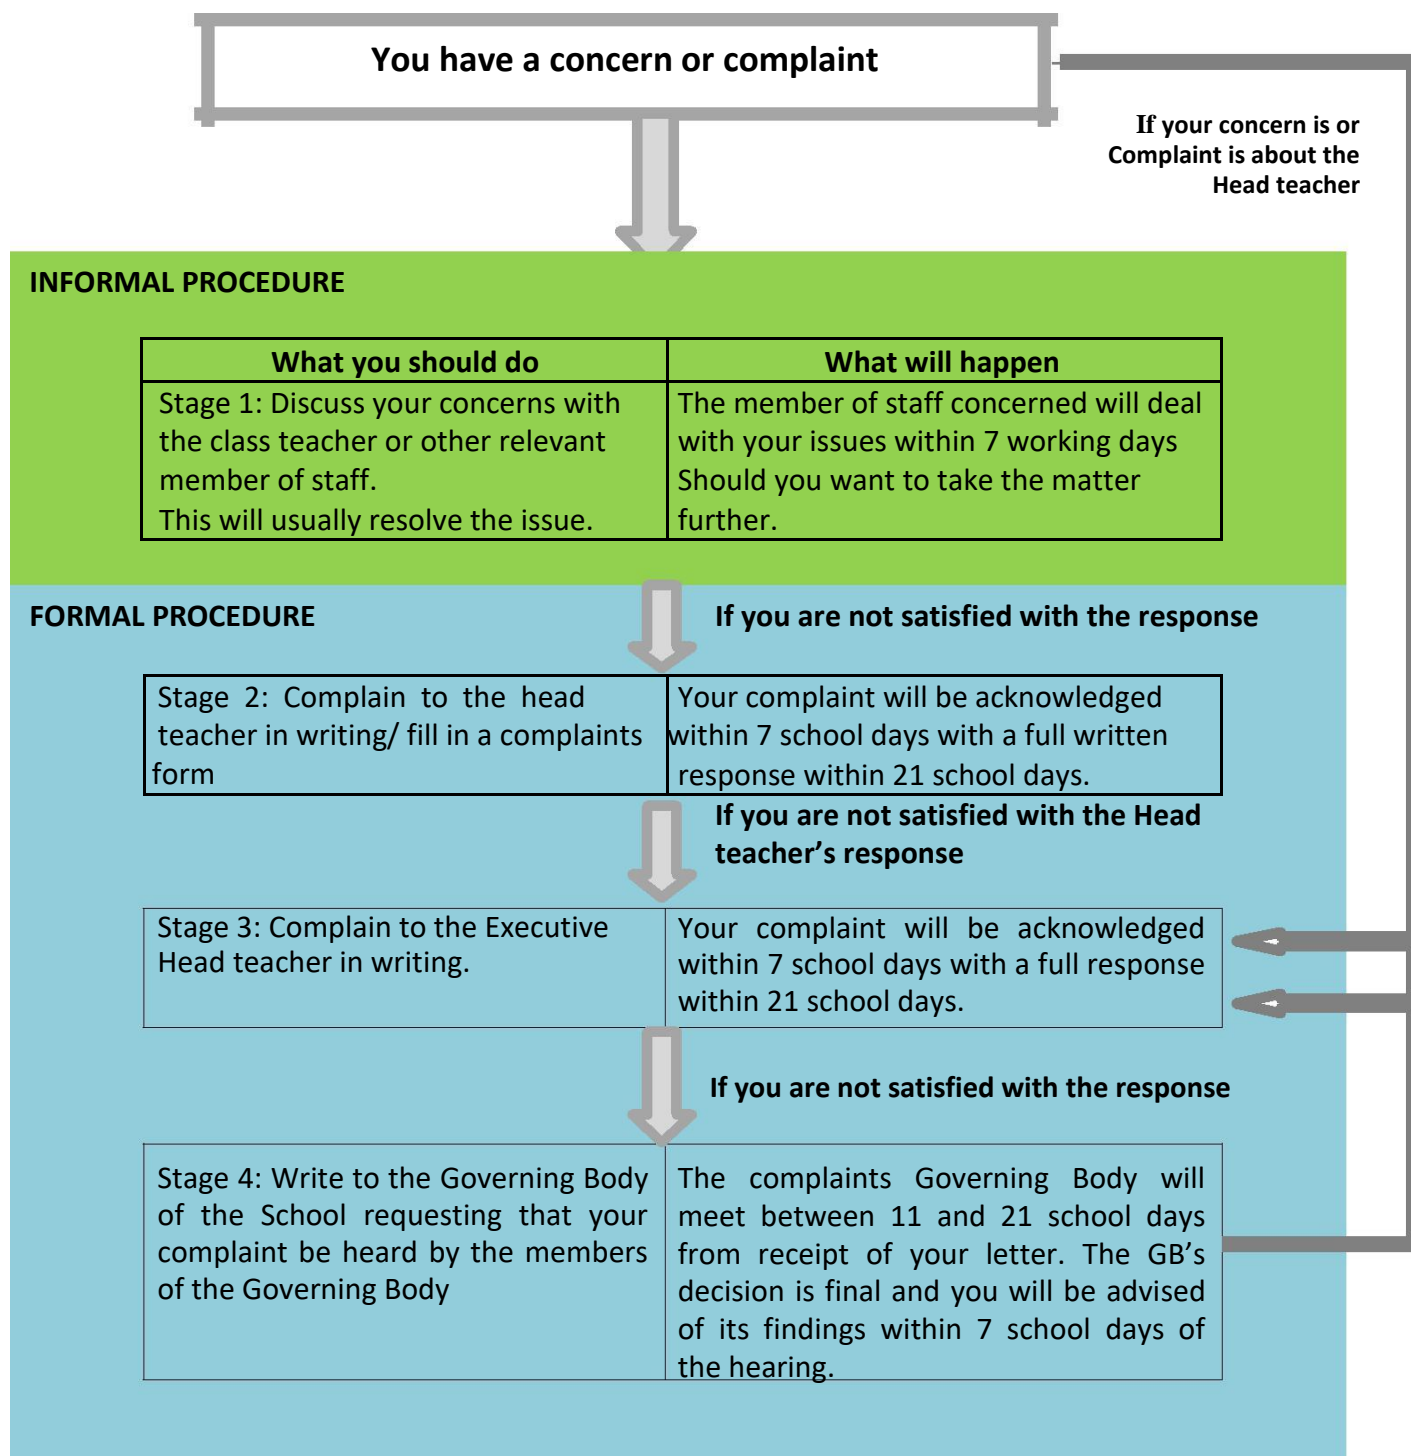 You have a concern or complaint
If your concern is or
Complaint is about the
Head teacher
INFORMAL PROCEDURE
What you should do
What will happen
Stage 1: Discuss your concerns with
the class teacher or other relevant
member of staff.
This will usually resolve the issue.
The member of staff concerned will deal
with your issues within 7 working days
Should you want to take the matter
further.
FORMAL PROCEDURE
If you are not satisfied with the response
Stage 2: Complain to the head
teacher in writing/ fill in a complaints
form
Your complaint will be acknowledged
within 7 school days with a full written
response within 21 school days.
If you are not satisfied with the Head
teacher’s response
Stage 3: Complain to the Executive
Head teacher in writing.
Your complaint will be acknowledged
within 7 school days with a full response
within 21 school days.
If you are not satisfied with the response
Stage 4: Write to the Governing Body
of the School requesting that your
complaint be heard by the members
of the Governing Body
The complaints Governing Body will
meet between 11 and 21 school days
from receipt of your letter. The GB’s
decision is final and you will be advised
of its findings within 7 school days of
the hearing.